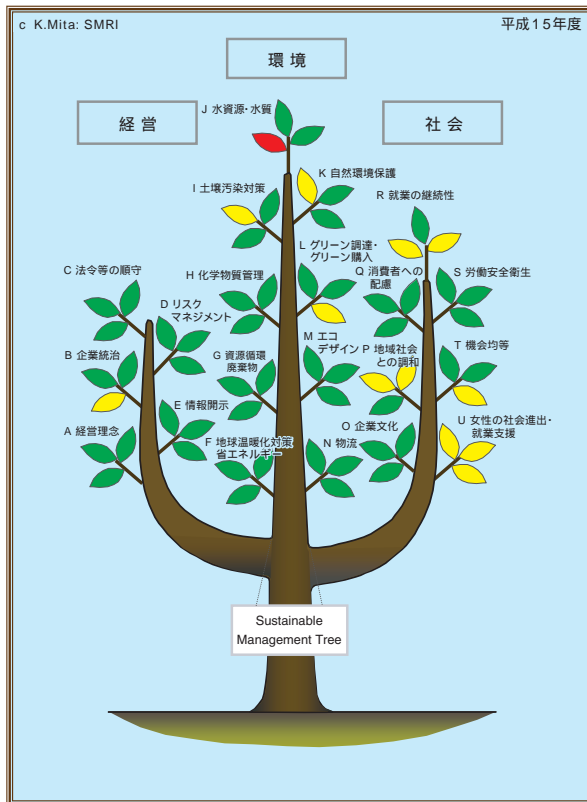 c K.Mita: SMRI
平成15年度
環 境
経 営
社 会
J 水資源・水質
K 自然環境保護
I 土壌汚染対策
R 就業の継続性
L グリーン調達・
グリーン購入
C 法令等の順守
H 化学物質管理
Q 消費者への
配慮
S 労働安全衛生
D リスク
マネジメント
M エコ
デザイン
B 企業統治
G 資源循環
廃棄物
P 地域社会
との調和
T 機会均等
E 情報開示
A 経営理念
F 地球温暖化対策
省エネルギー
N 物流
O 企業文化
U 女性の社会進出・
就業支援
Sustainable
Management Tree